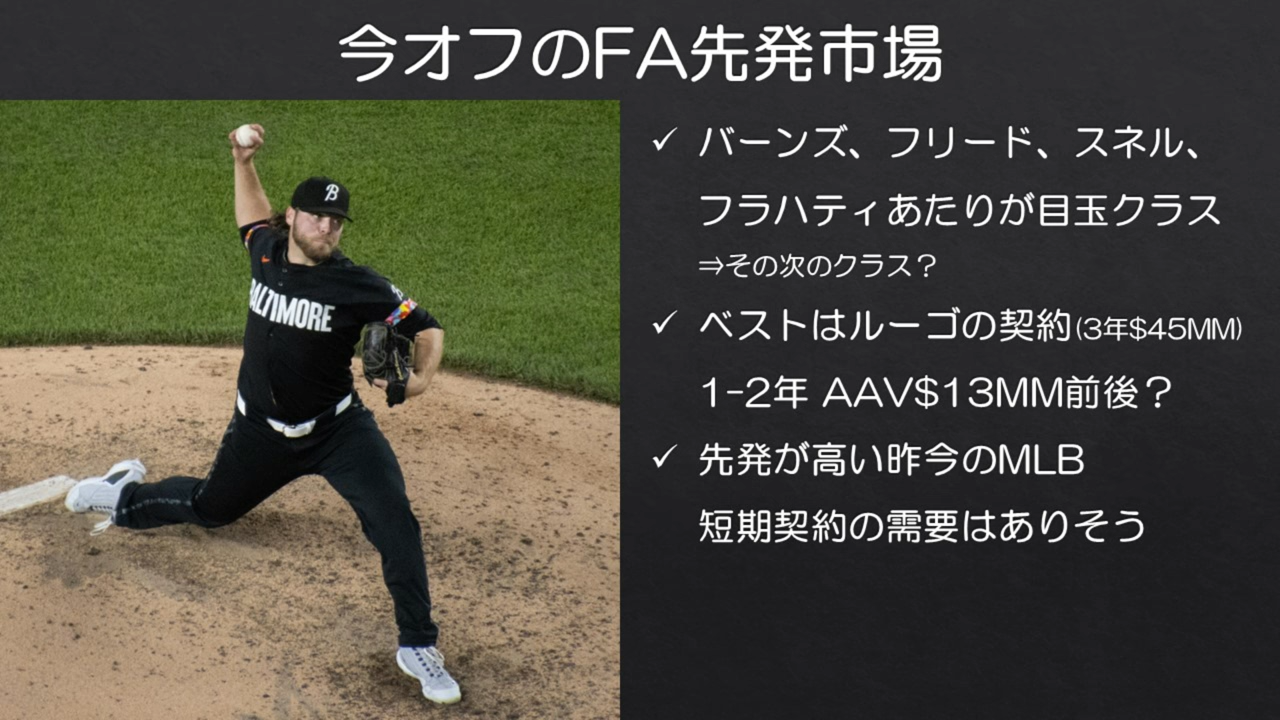 今オフのFA先発市場
✓ バーンズ、フリード、スネル、
フラハティあたりが目玉クラス
⇒その次のクラス？
✓ ベストはルーゴの契約(3年$45MM)
1-2年 AAV$13MM前後？
✓ 先発が高い昨今のMLB
短期契約の需要はありそう
B
BALTIMORE